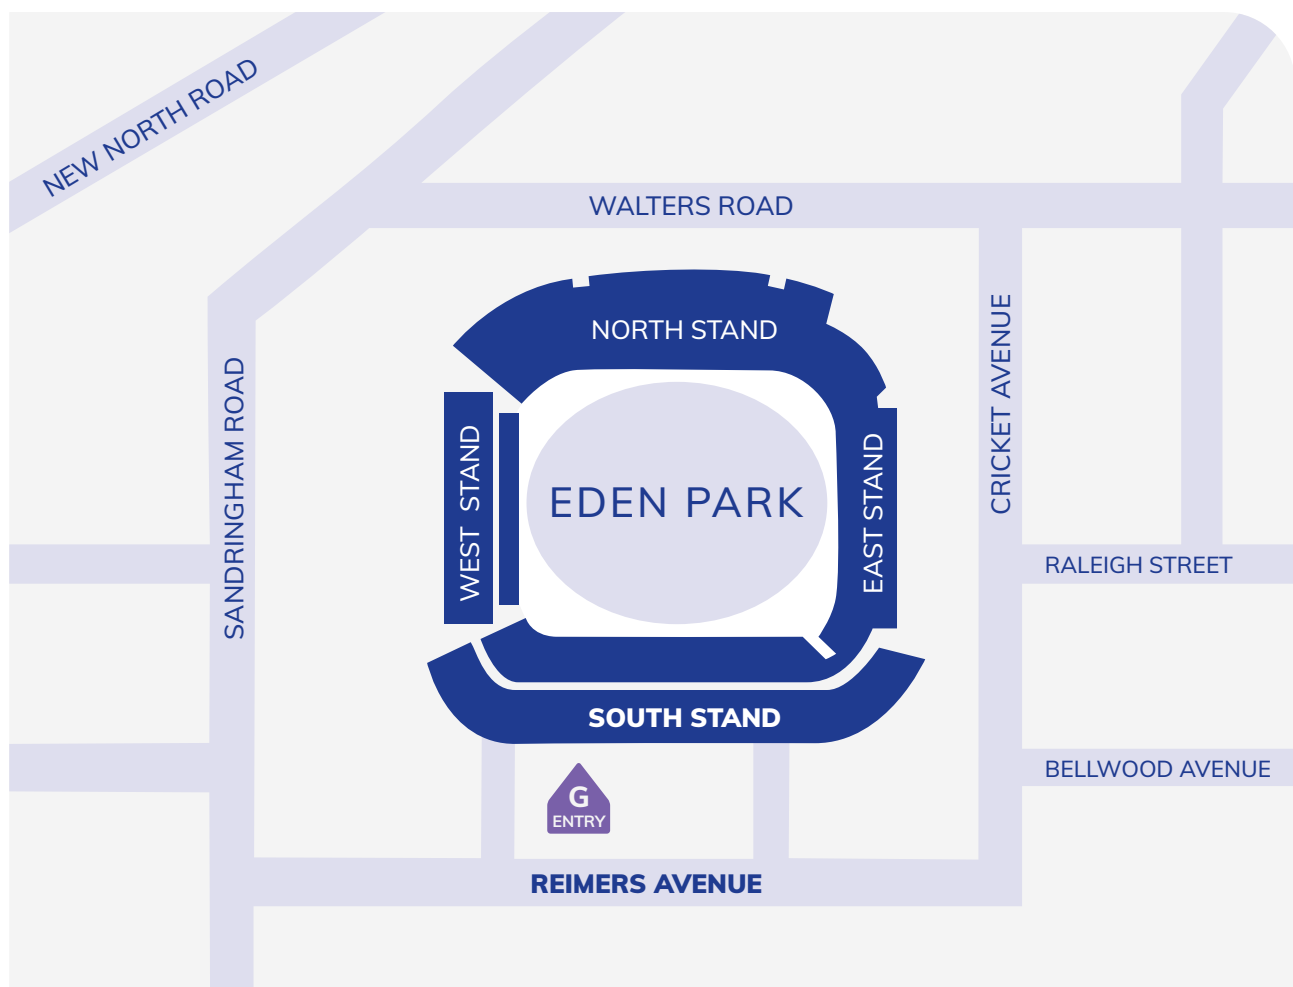 NEW NORTH ROAD
WALTERS ROAD
NORTH STAND
CRICKET AVENUE
SANDRINGHAM ROAD
WEST STAND
EDEN PARK
EAST STAND
RALEIGH STREET
SOUTH STAND
BELLWOOD AVENUE
G
ENTRY
REIMERS AVENUE